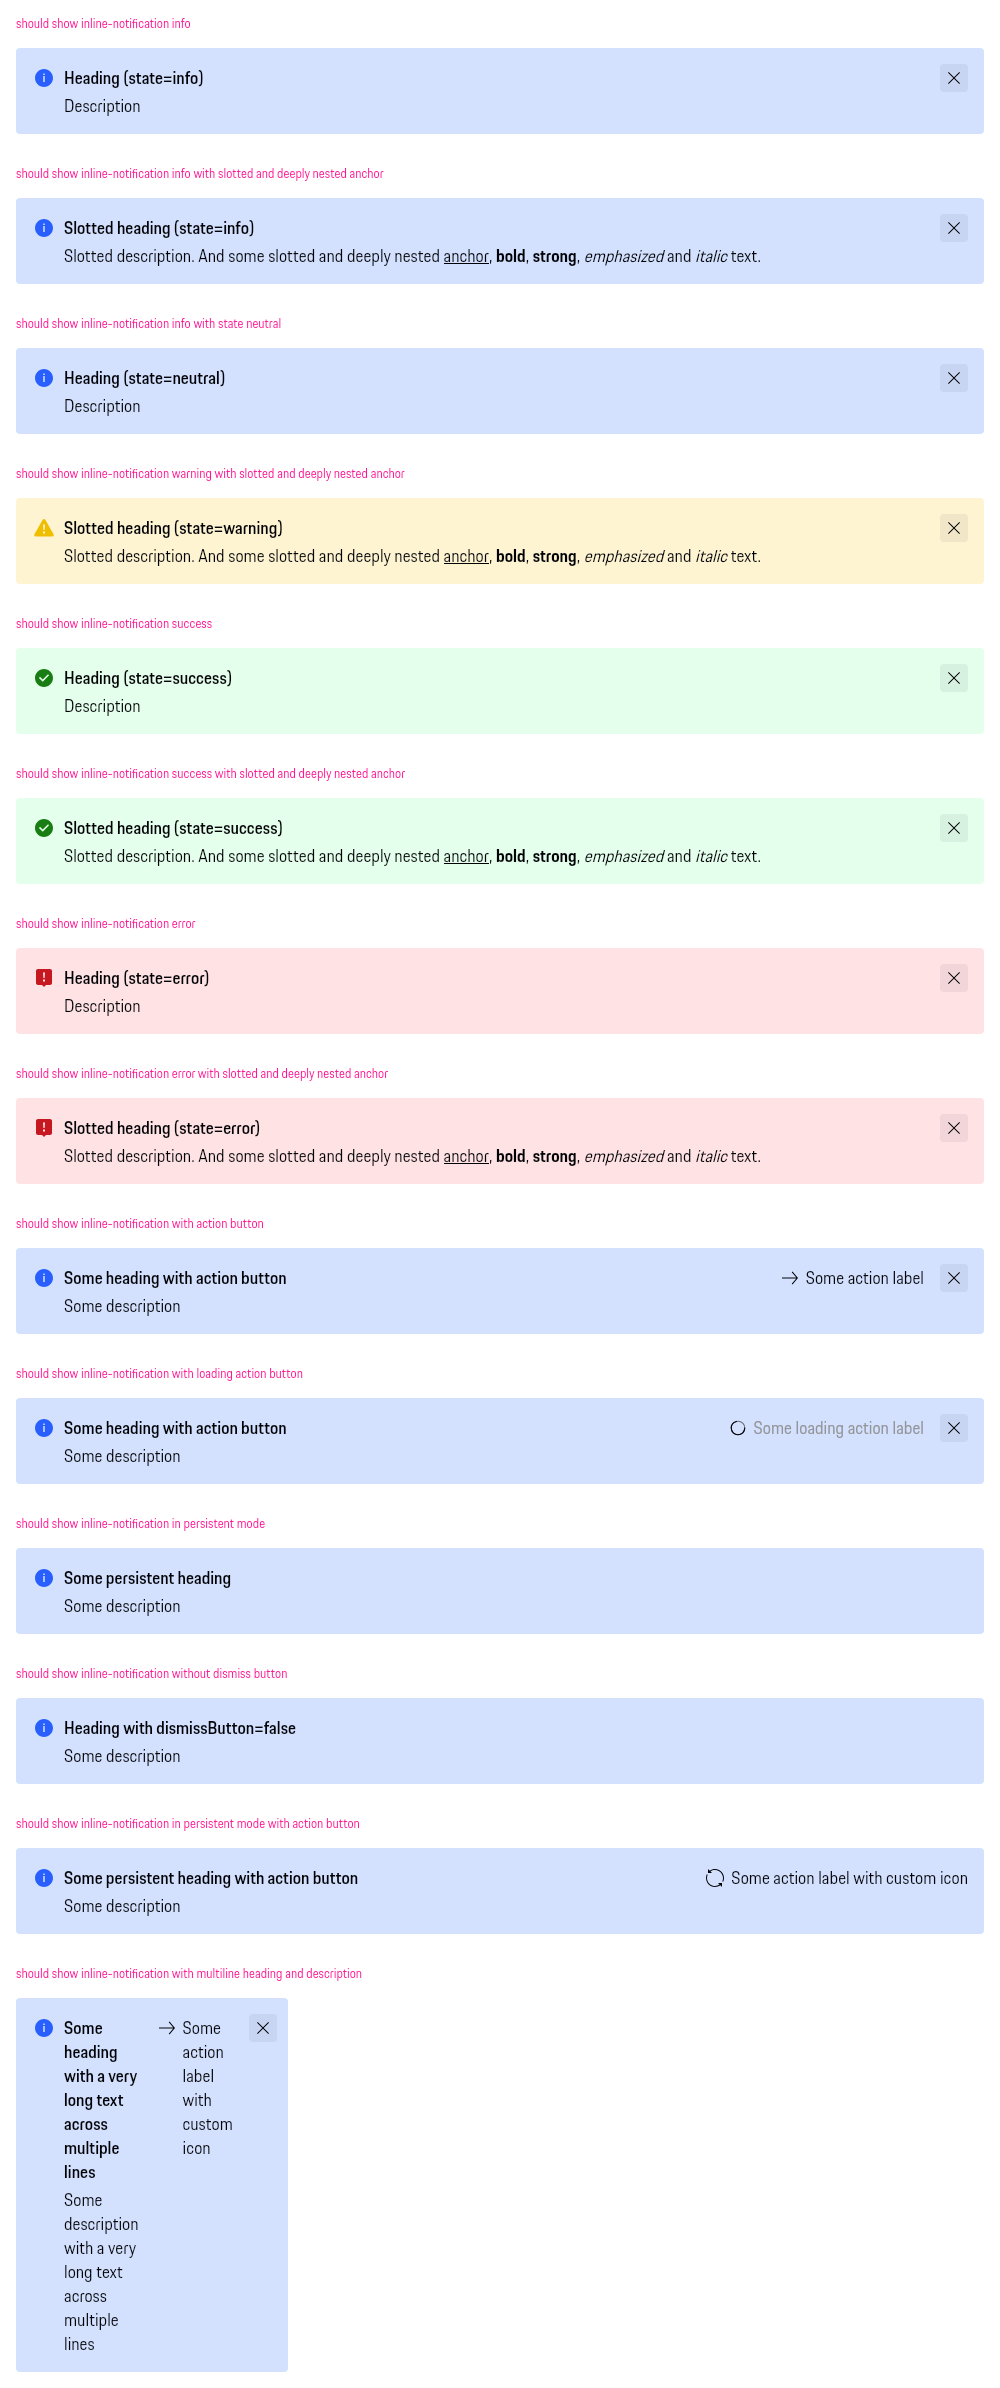 should show inline-notification info
Heading (state=info)
Description
should show inline-notification info with slotted and deeply nested anchor
Slotted heading (state=info)
Slotted description. And some slotted and deeply nested anchor, bold, strong, emphasized and italic text.
should show inline-notification info with state neutral
Heading (state=neutral)
Description
should show inline-notification warning with slotted and deeply nested anchor
Slotted heading (state=warning)
Slotted description. And some slotted and deeply nested anchor, bold, strong, emphasized and italic text.
should show inline-notification success
Heading (state=success)
Description
should show inline-notification success with slotted and deeply nested anchor
Slotted heading (state=success)
Slotted description. And some slotted and deeply nested anchor, bold, strong, emphasized and italic text.
should show inline-notification error
Heading (state=error)
Description
should show inline-notification error with slotted and deeply nested anchor
Slotted heading (state=error)
Slotted description. And some slotted and deeply nested anchor, bold, strong, emphasized and italic text.
should show inline-notification with action button
Some heading with action button
Some action label
Some description
should show inline-notification with loading action button
Some heading with action button
Some loading action label
Some description
should show inline-notification in persistent mode
Some persistent heading
Some description
should show inline-notification without dismiss button
Heading with dismissButton=false
Some description
should show inline-notification in persistent mode with action button
Some persistent heading with action button
Some action label with custom icon
Some description
should show inline-notification with multiline heading and description
Some
heading
with a very
long text
across
multiple
lines
Some
description
with a very
long text
across
multiple
lines
Some
action
label
with
custom
icon